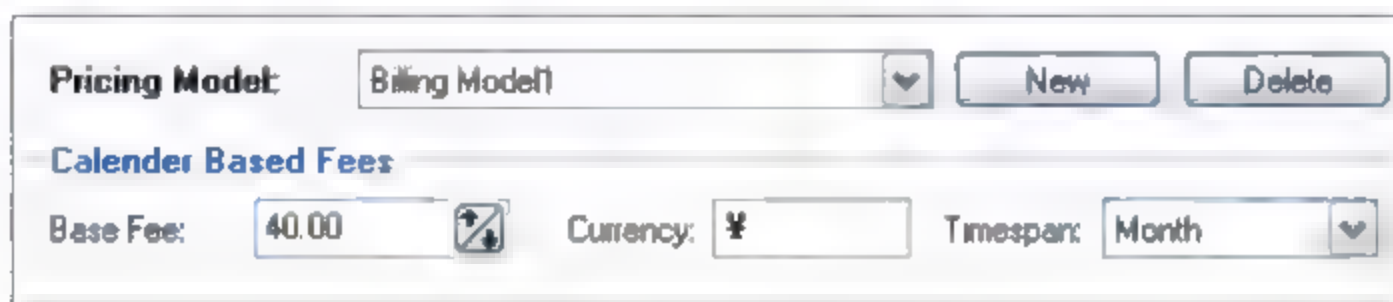 Pricing Model: Billing Model1 New Delete
Calender Based Fees
Base Fee: 40.00 Currency: ¥ Timespan: Month